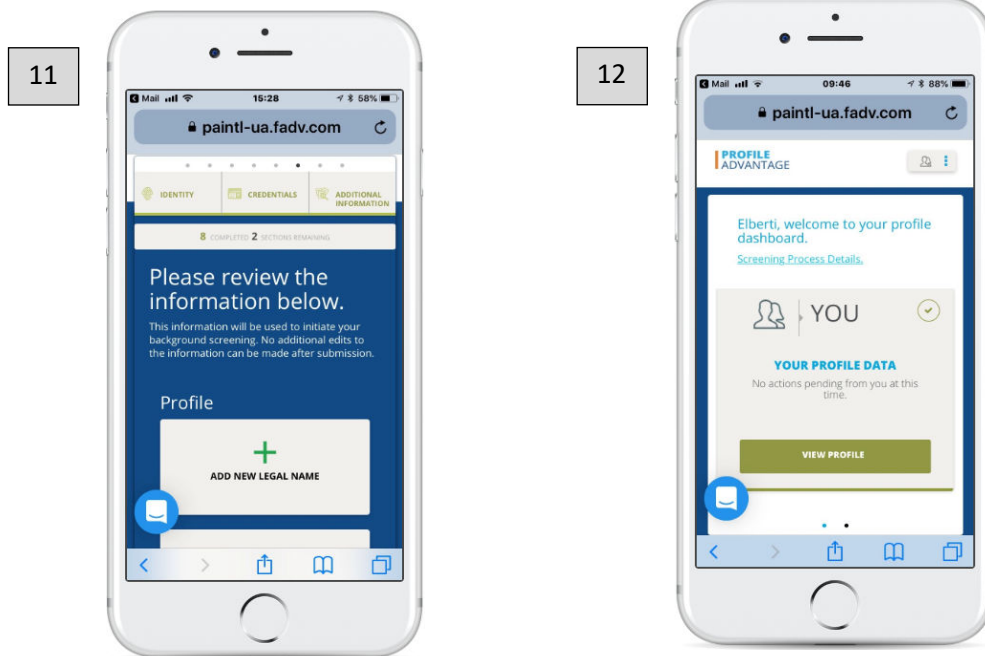 11
Mail 15:28 58%
paintl-ua.fadv.com
IDENTITY CREDENTIALS ADDITIONAL
INFORMATION
8 COMPLETED 2 SECTIONS REMAINING
Please review the
information below.
This information will be used to initiate your
background screening. No additional edits to
the information can be made after submission.
Profile
ADD NEW LEGAL NAME
12
Mail 09:46 88%
paintl-ua.fadv.com
PROFILE
ADVANTAGE
Elberti, welcome to your profile
dashboard.
Screening Process Details.
YOU
YOUR PROFILE DATA
No actions pending from you at this
time.
VIEW PROFILE